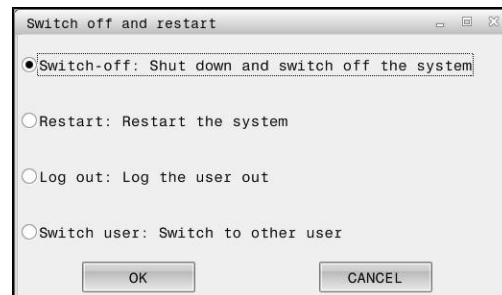 Switch off and restart
Switch-off: Shut down and switch off the system
Restart: Restart the system
Log out: Log the user out
Switch user: Switch to other user
OK CANCEL